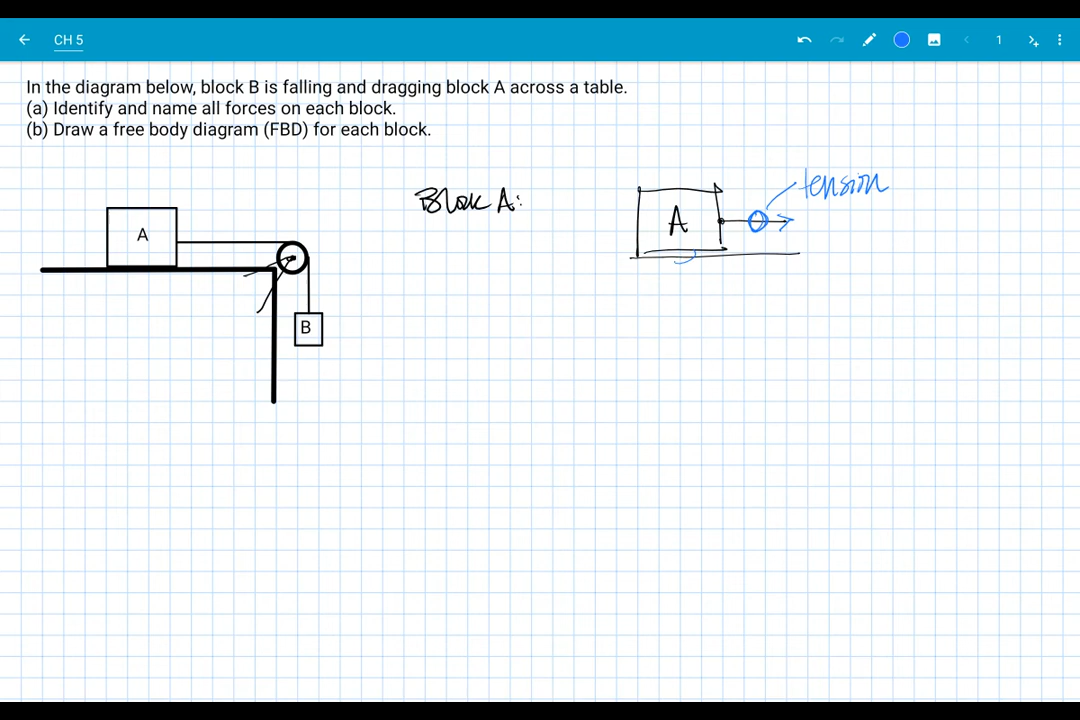 CH 5
1
In the diagram below, block B is falling and dragging block A across a table.
(a) Identify and name all forces on each block.
(b) Draw a free body diagram (FBD) for each block.
Block A:
tension
A
A
B